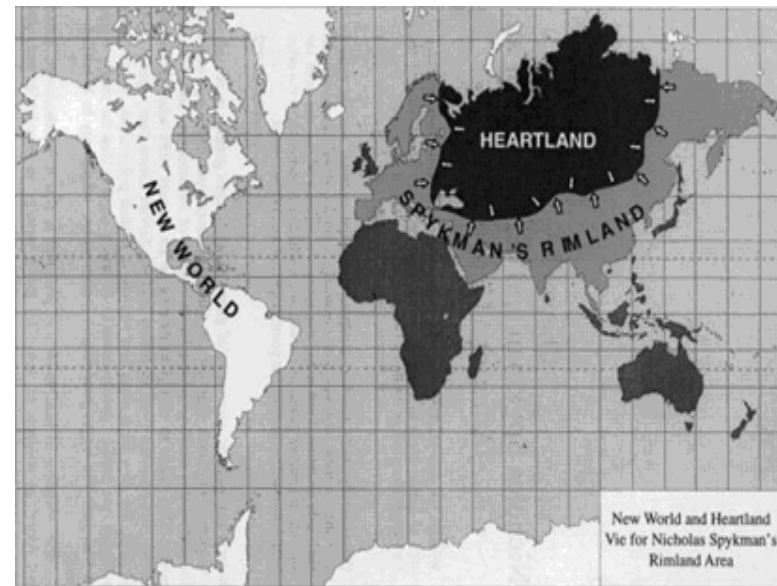 HEARTLAND
NEW WORLD
SPYKMAN'S RIMLAND
New World and Heartland
Vie for Nicholas Spykman's
Rimland Area